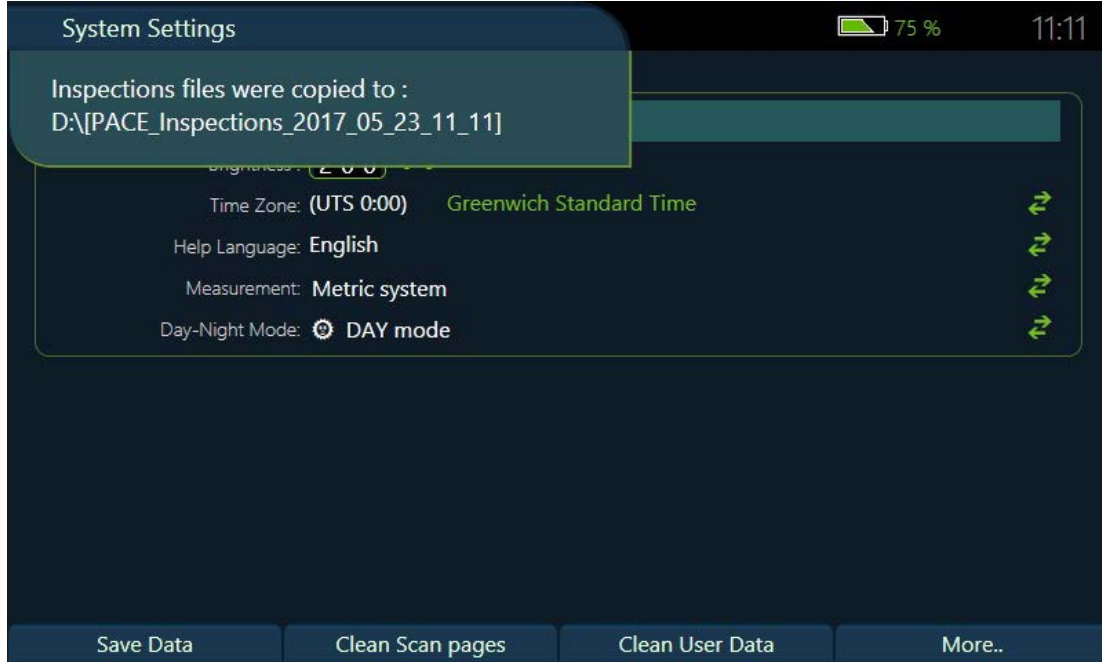 System Settings
75 %
11:11
Inspections files were copied to :
D:\[PACE_Inspections_2017_05_23_11_11]
Time Zone: (UTS 0:00) Greenwich Standard Time
Help Language: English
Measurement: Metric system
Day-Night Mode: DAY mode
Save Data
Clean Scan pages
Clean User Data
More..